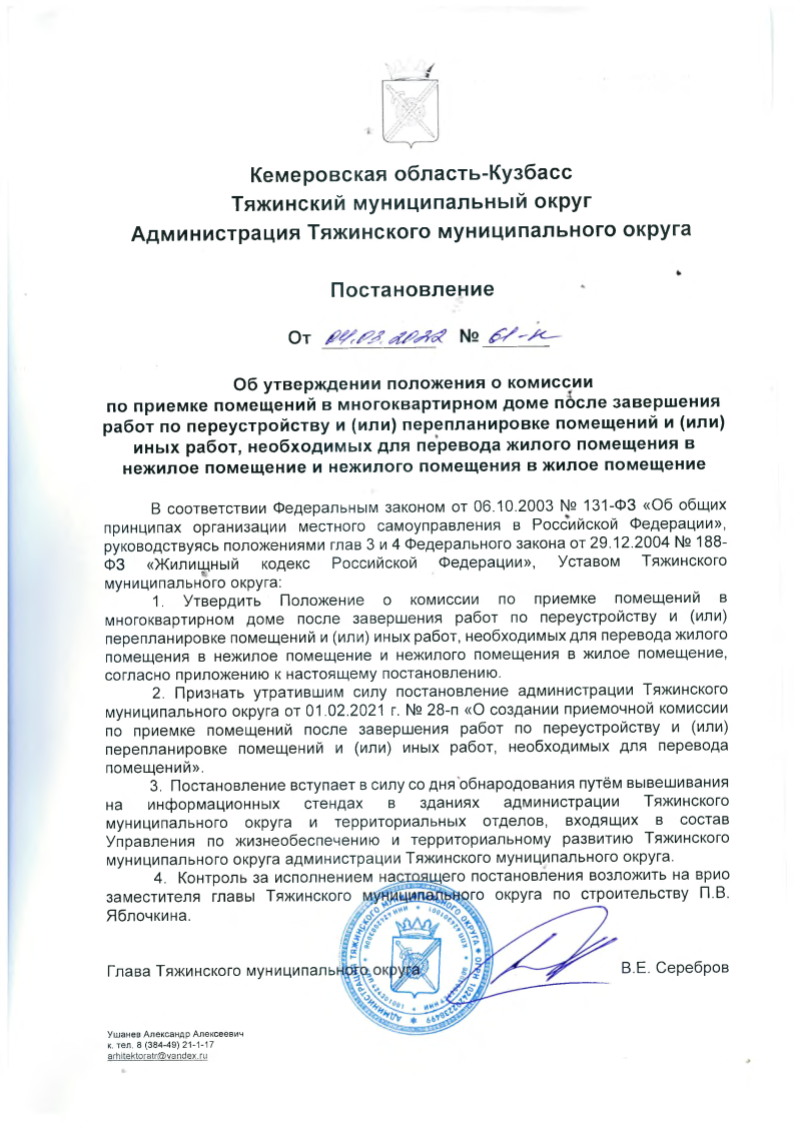 Кемеровская область-Кузбасс
Тяжинский муниципальный округ
Администрация Тяжинского муниципального округа
Постановление
От 04.03.2022 № 61-п
Об утверждении положения о комиссии
по приемке помещений в многоквартирном доме после завершения
работ по переустройству и (или) перепланировке помещений и (или)
иных работ, необходимых для перевода жилого помещения в
нежилое помещение и нежилого помещения в жилое помещение
В соответствии Федеральным законом от 06.10.2003 № 131-ФЗ «Об общих
принципах организации местного самоуправления в Российской Федерации»,
руководствуясь положениями глав 3 и 4 Федерального закона от 29.12.2004 № 188-
ФЗ «Жилищный кодекс Российской Федерации», Уставом Тяжинского
муниципального округа:
1. Утвердить Положение о комиссии по приемке помещений в
многоквартирном доме после завершения работ по переустройству и (или)
перепланировке помещений и (или) иных работ, необходимых для перевода жилого
помещения в нежилое помещение и нежилого помещения в жилое помещение,
согласно приложению к настоящему постановлению.
2. Признать утратившим силу постановление администрации Тяжинского
муниципального округа от 01.02.2021 г. № 28-п «О создании приемочной комиссии
по приемке помещений после завершения работ по переустройству и (или)
перепланировке помещений и (или) иных работ, необходимых для перевода
помещений».
3. Постановление вступает в силу со дня обнародования путём вывешивания
на информационных стендах в зданиях администрации Тяжинского
муниципального округа и территориальных отделов, входящих в состав
Управления по жизнеобеспечению и территориальному развитию Тяжинского
муниципального округа администрации Тяжинского муниципального округа.
4. Контроль за исполнением настоящего постановления возложить на врио
заместителя главы Тяжинского муниципального округа по строительству П.В.
Яблочкина.
Глава Тяжинского муниципального округа
В.Е. Серебров
АДМИНИСТРАЦИЯ ТЯЖИНСКОГО МУНИЦИПАЛЬНОГО ОКРУГА
Ушанев Александр Алексеевич
к. тел. 8 (384-49) 21-1-17
arhitektoratr@yandex.ru